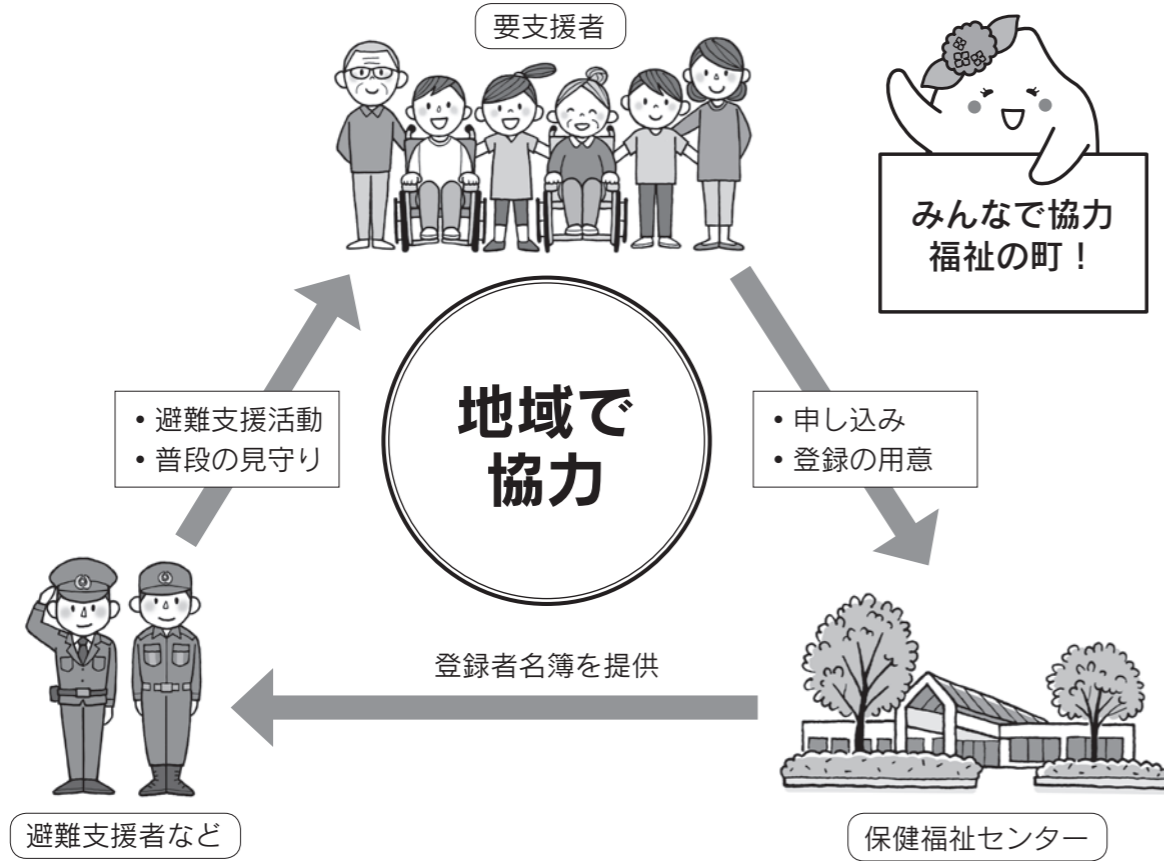 要支援者
みんなで協力
福祉の町！
• 避難支援活動
• 普段の見守り
地域で
協力
• 申し込み
• 登録の用意
登録者名簿を提供
避難支援者など
保健福祉センター